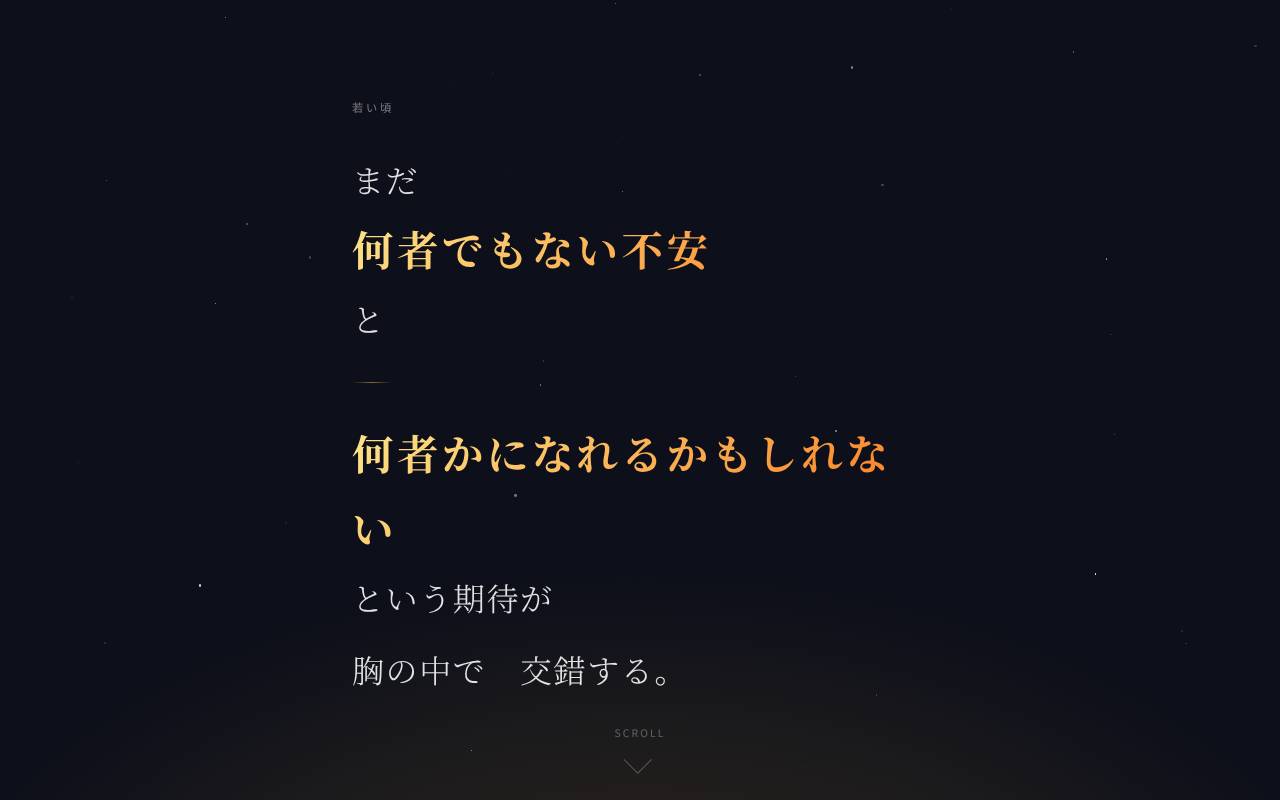 若い頃
まだ
何者でもない不安
と
何者かになれるかもしれな
い
という期待が
胸の中で　交錯する。
SCROLL